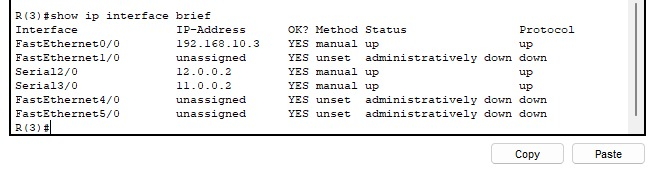 R(3)#show ip interface brief
Interface IP-Address OK? Method Status Protocol
FastEthernet0/0 192.168.10.3 YES manual up up
FastEthernet1/0 unassigned YES unset administratively down down
Serial2/0 12.0.0.2 YES manual up up
Serial3/0 11.0.0.2 YES manual up up
FastEthernet4/0 unassigned YES unset administratively down down
FastEthernet5/0 unassigned YES unset administratively down down
R(3)#
Copy Paste